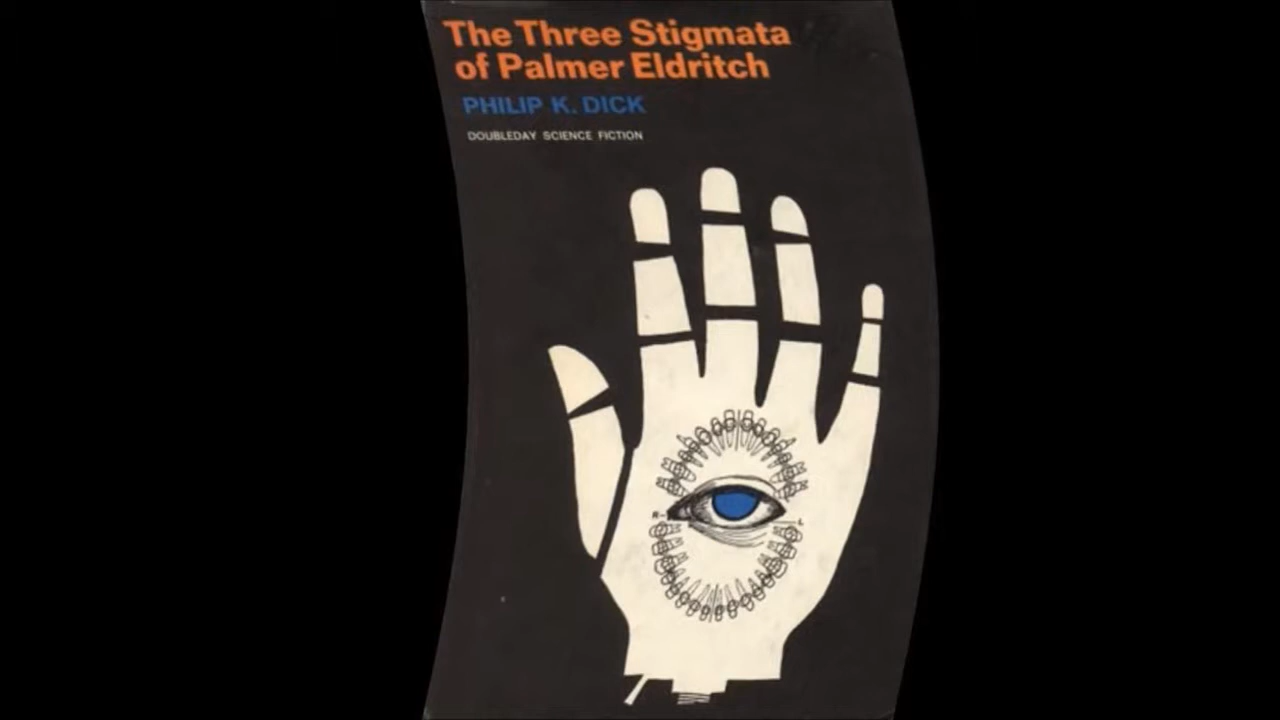 The Three Stigmata
of Palmer Eldritch
PHILIP K. DICK
DOUBLEDAY SCIENCE FICTION
R-
L